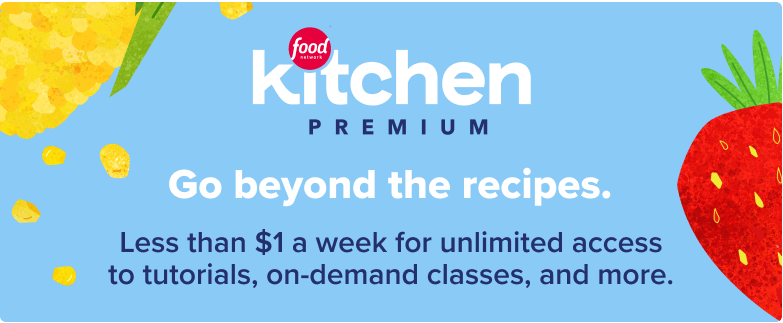 food
network
kitchen
PREMIUM
Go beyond the recipes.
Less than $1 a week for unlimited access
to tutorials, on-demand classes, and more.